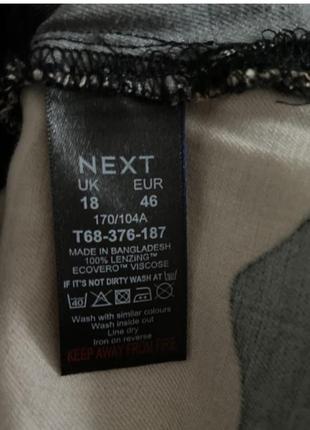 NEXT
UK EUR
18 46
170/104A
T68-376-187
MADE IN BANGLADESH
100% LENZING™
ECOVERO™ VISCOSE
IF IT'S NOT DIRTY WASH AT 30
40
Wash with similar colours
Wash inside out
Line dry
Iron on reverse
KEEP AWAY FROM FIRE